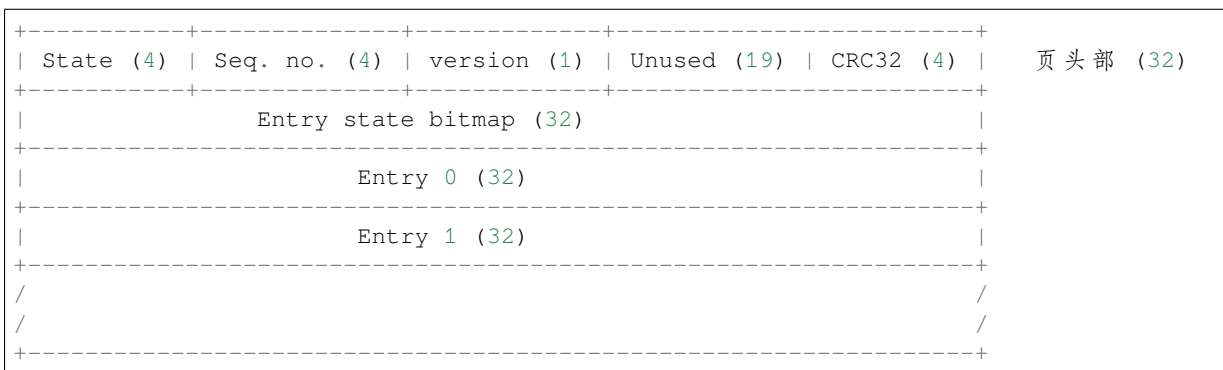 +-----------+--------------+-------------+-------------------------+
| State (4) | Seq. no. (4) | version (1) | Unused (19) | CRC32 (4) | 页头部 (32)
+-----------+--------------+-------------+-------------------------+
| Entry state bitmap (32) |
+------------------------------------------------------------------+
| Entry 0 (32) |
+------------------------------------------------------------------+
| Entry 1 (32) |
+------------------------------------------------------------------+
/ /
/ /
+------------------------------------------------------------------+